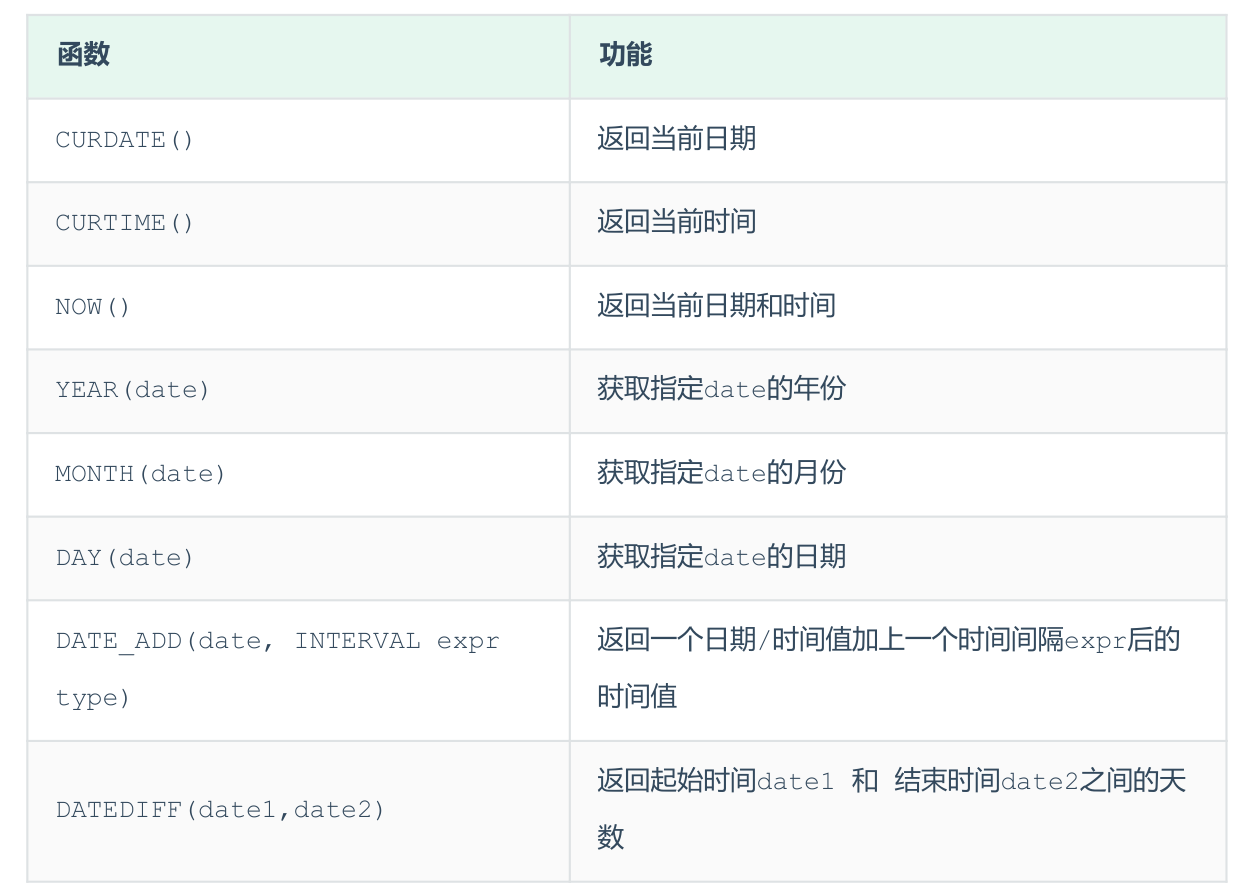 函数 功能
CURDATE() 返回当前日期
CURTIME() 返回当前时间
NOW() 返回当前日期和时间
YEAR(date) 获取指定date的年份
MONTH(date) 获取指定date的月份
DAY(date) 获取指定date的日期
DATE_ADD(date, INTERVAL expr
type)
返回一个日期/时间值加上一个时间间隔expr后的
时间值
DATEDIFF(date1,date2)
返回起始时间date1 和 结束时间date2之间的天
数